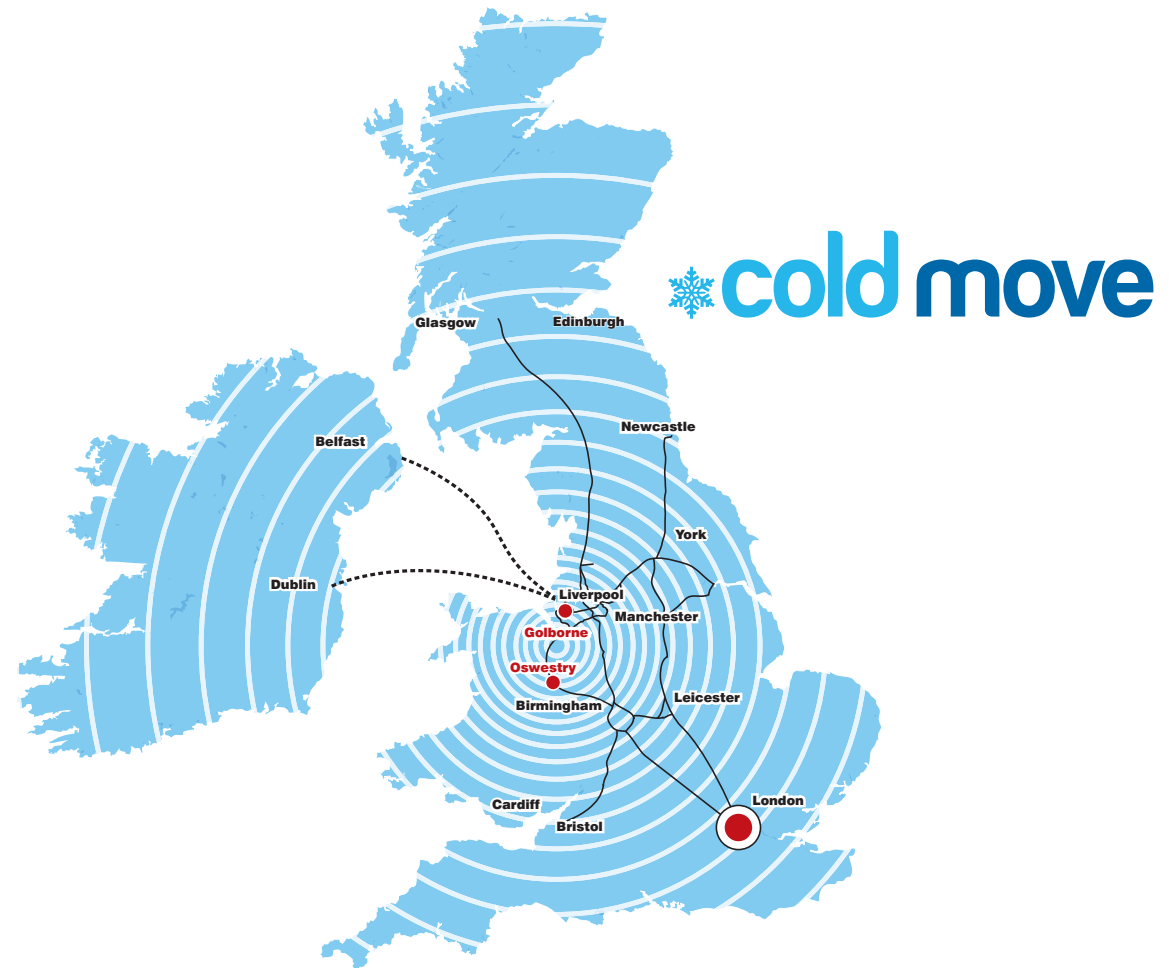 cold move
Glasgow
Edinburgh
Newcastle
Belfast
York
Dublin
Liverpool
Manchester
Golborne
Oswestry
Leicester
Birmingham
London
Cardiff
Bristol